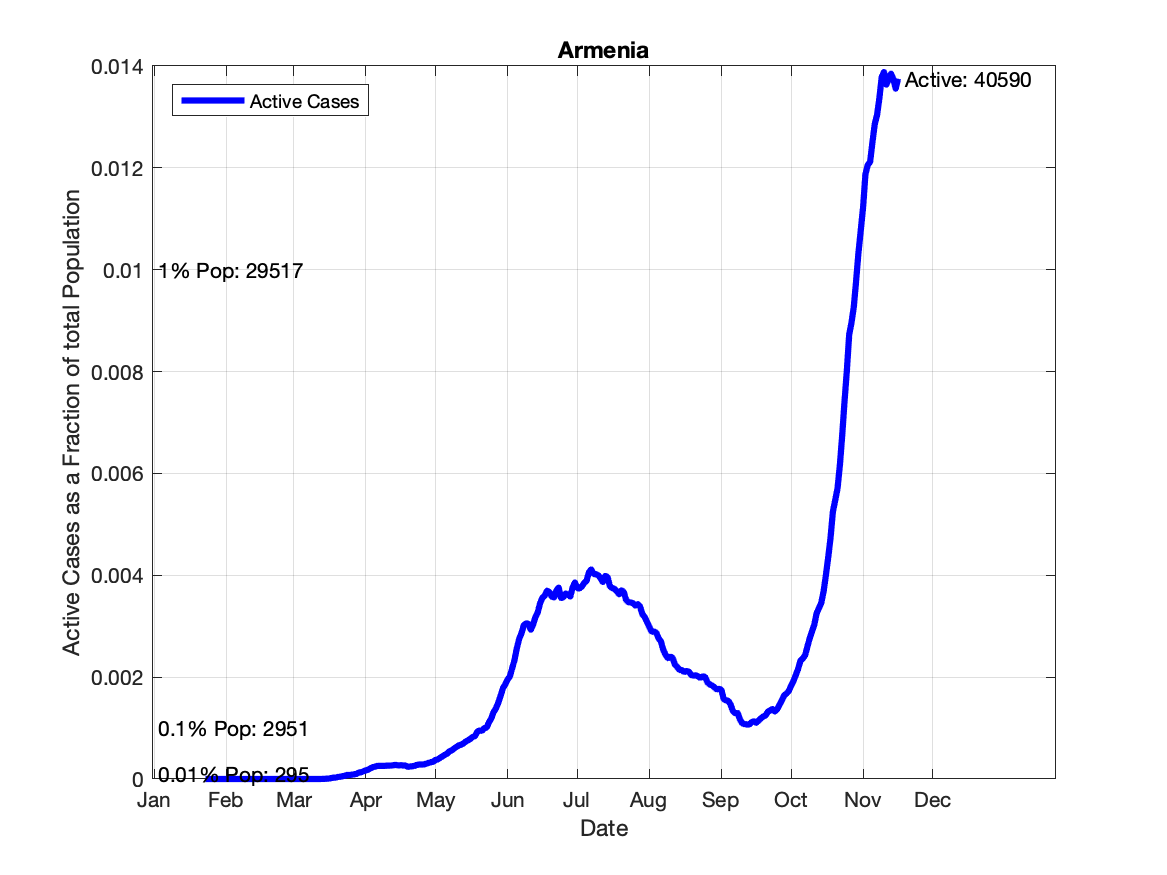 Armenia
0.014
Active: 40590
Active Cases
0.012
0.01
1% Pop: 29517
0.008
0.006
0.004
0.002
0.1% Pop: 2951
0
0.01% Pop: 295
Active Cases as a Fraction of total Population
Jan Feb Mar Apr May Jun Jul Aug Sep Oct Nov Dec
Date